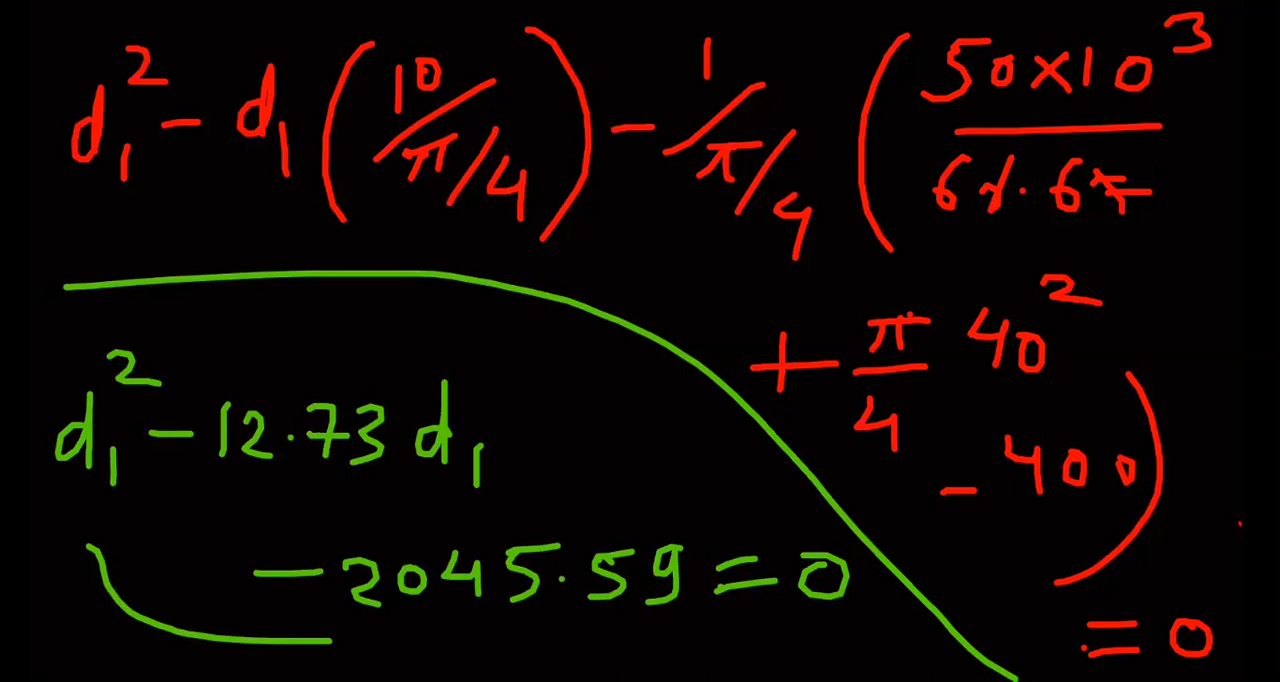 d₁² - d₁ (10/π/4) - 1/π/4 (50×10³/61.67
+ π/4 40²
- 400) = 0
d₁² - 12.73 d₁
- 2045.59 = 0